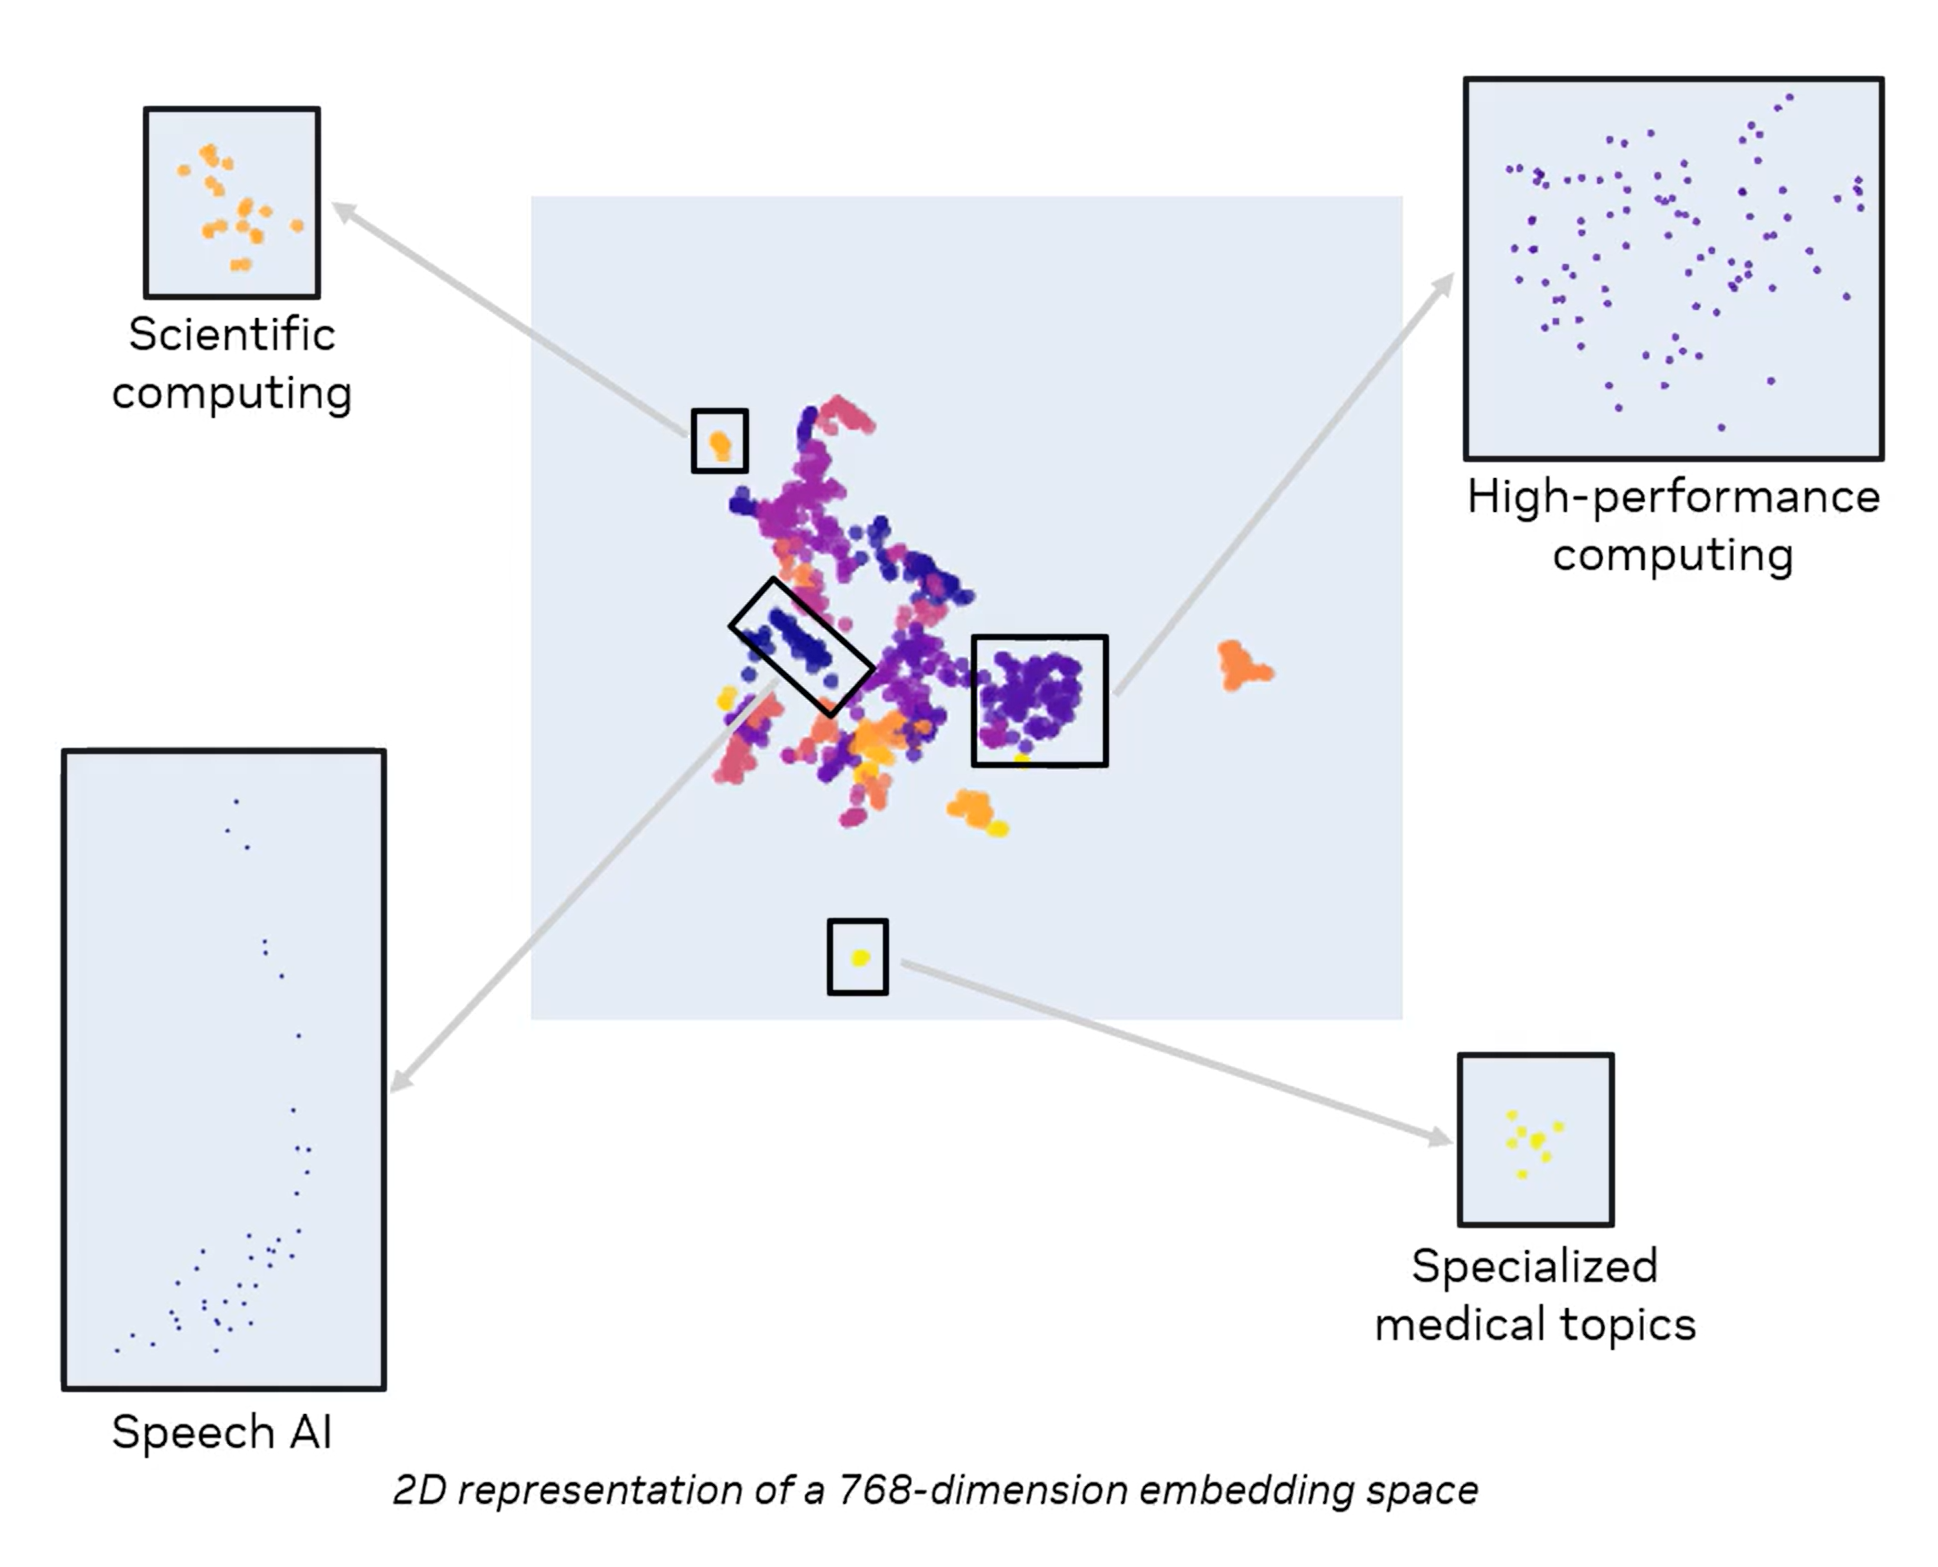 Scientific
computing
High-performance
computing
Speech AI
Specialized
medical topics
2D representation of a 768-dimension embedding space